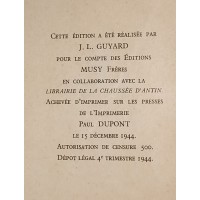 Cette édition a été réalisée par
J. L. GUYARD
pour le compte des Éditions
MUSY Frères
en collaboration avec la
LIBRAIRIE DE LA CHAUSSÉE D'ANTIN.
Achevée d'imprimer sur les presses
de l'Imprimerie
Paul DUPONT
le 15 décembre 1944.
Autorisation de censure 500.
Dépot légal 4e trimestre 1944.